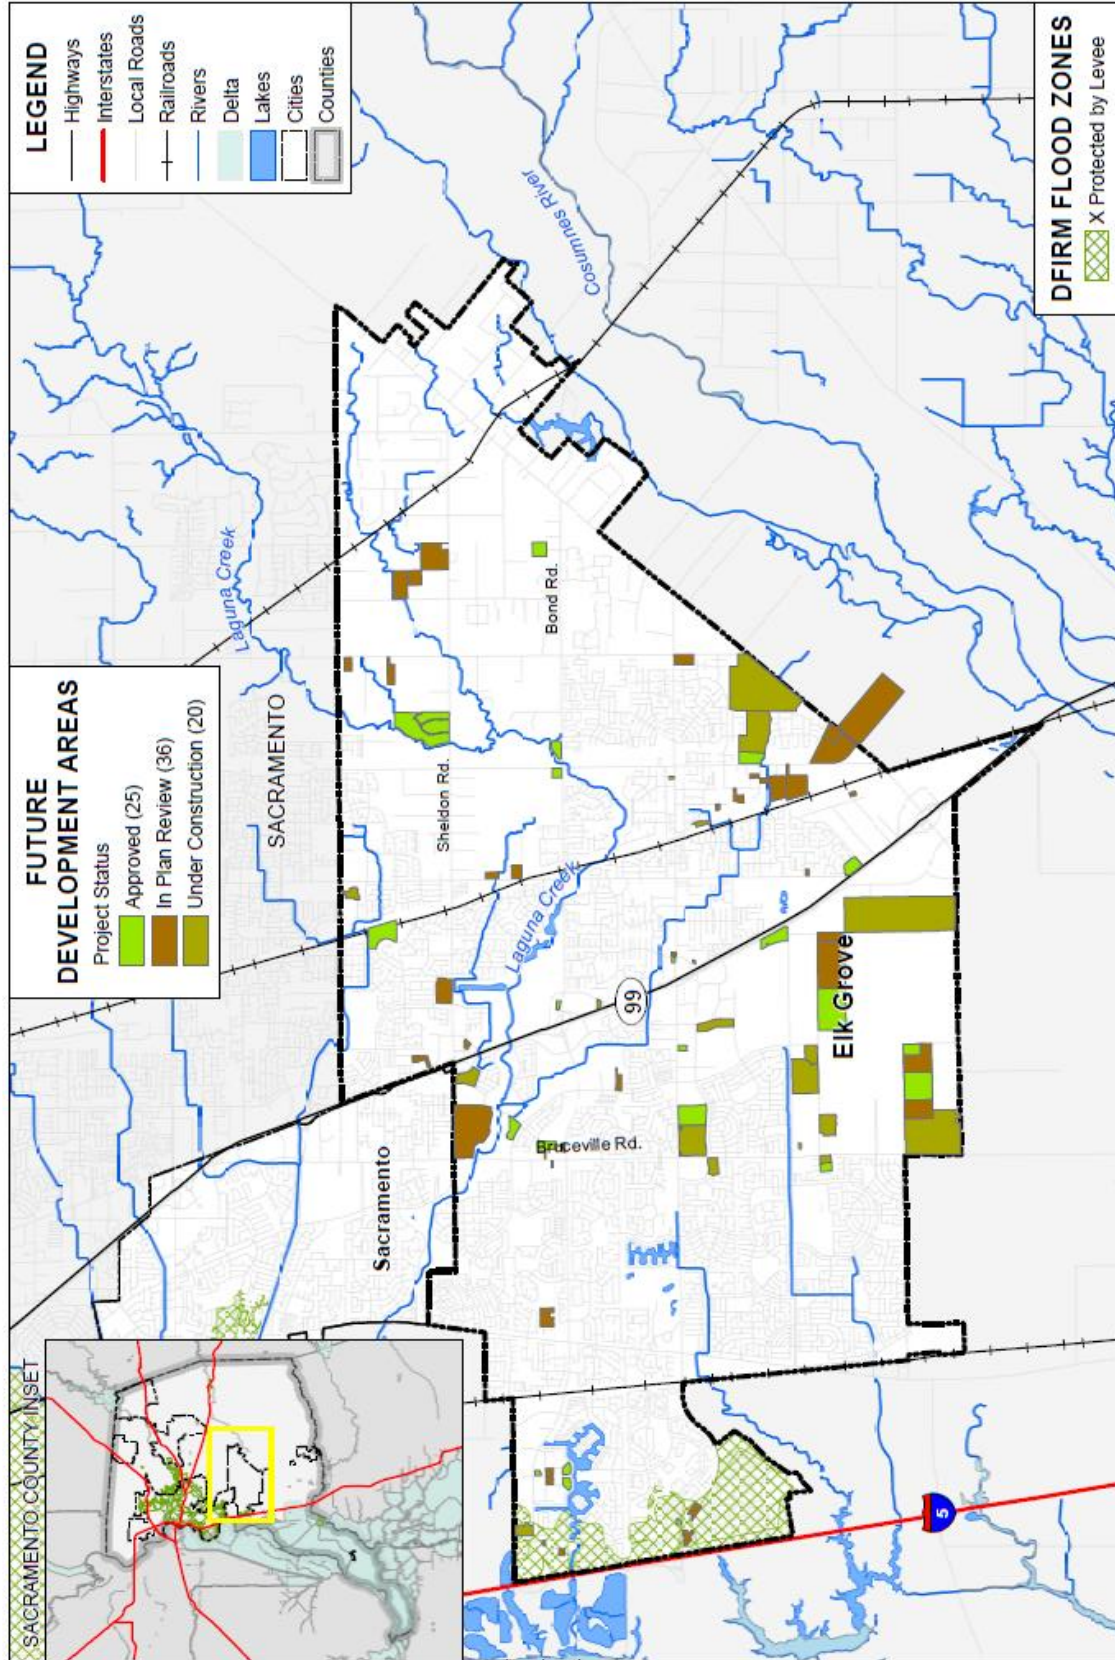 SACRAMENTO COUNTY INSET
FUTURE
DEVELOPMENT AREAS
Project Status
Approved (25)
In Plan Review (36)
Under Construction (20)
LEGEND
Highways
Interstates
Local Roads
Railroads
Rivers
Delta
Lakes
Cities
Counties
Laguna Creek
SACRAMENTO
Sacramento
Sheldon Rd.
Cosumnes River
Bond Rd.
Laguna Creek
Bruceville Rd.
99
Elk Grove
5
DFIRM FLOOD ZONES
X Protected by Levee